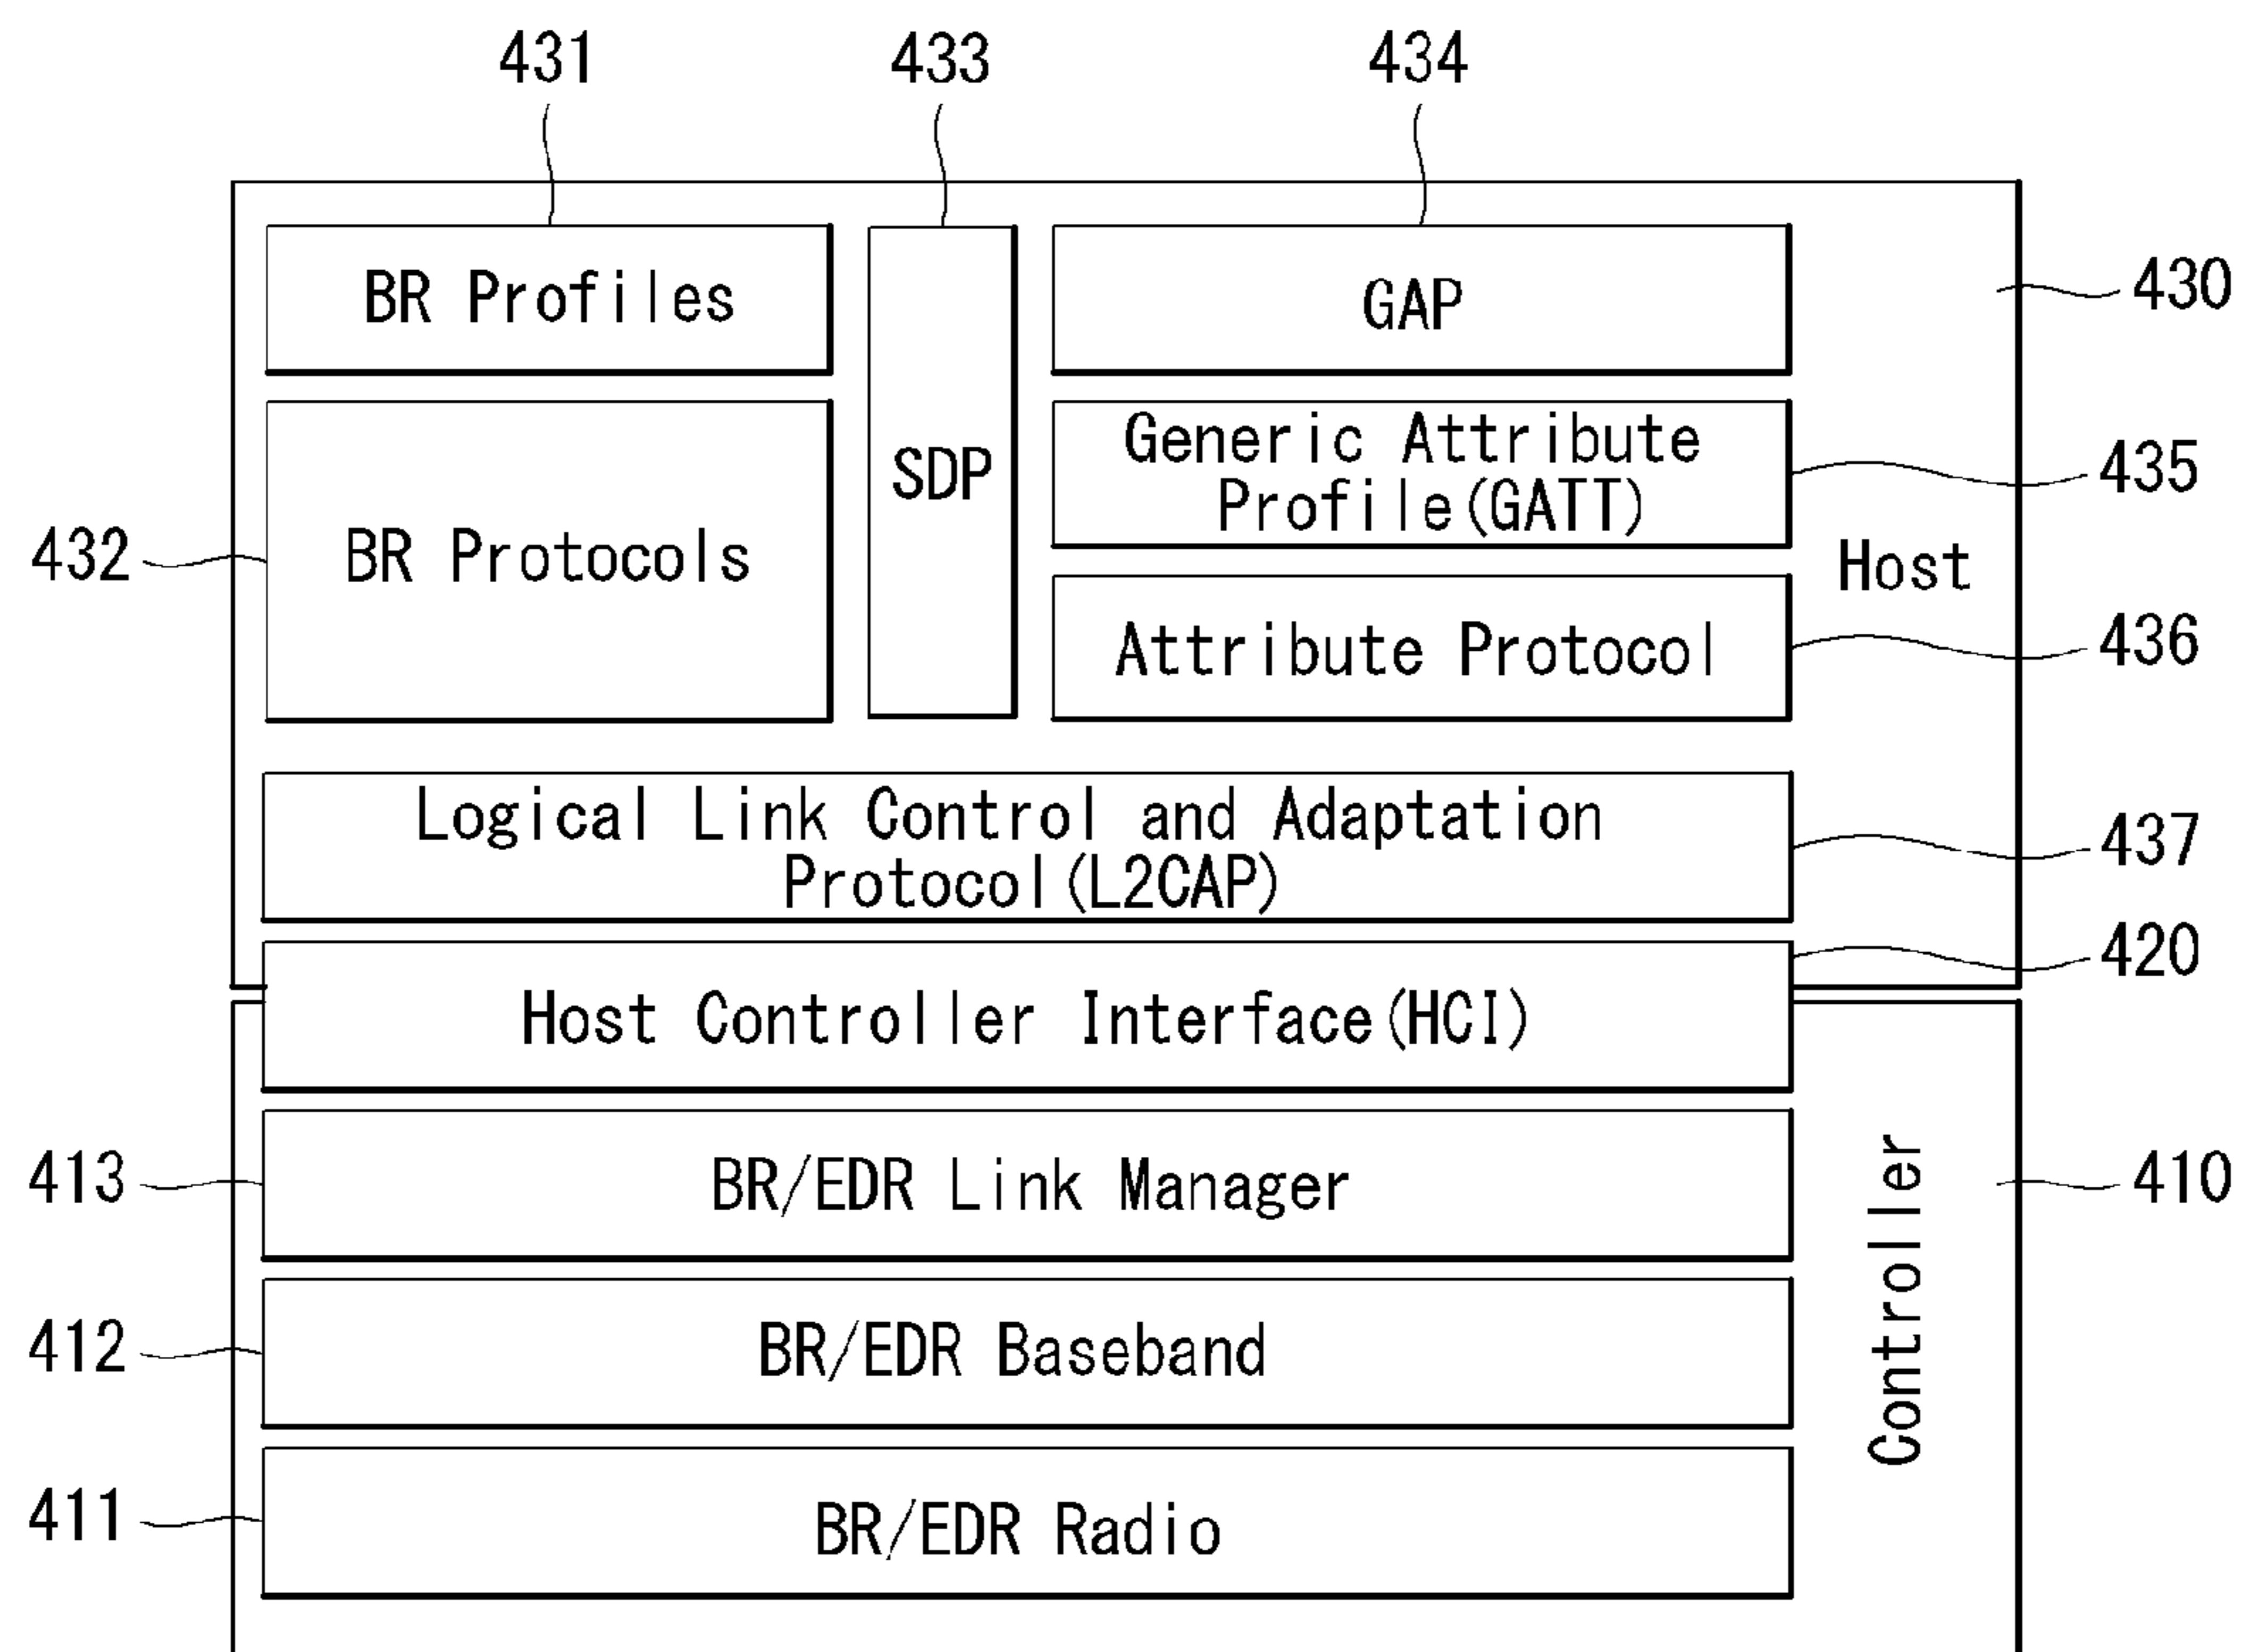 431
433
434
BR Profiles
GAP
430
Generic Attribute
Profile(GATT)
435
SDP
432
BR Protocols
Host
Attribute Protocol
436
Logical Link Control and Adaptation
Protocol(L2CAP)
437
420
Host Controller Interface(HCI)
413
BR/EDR Link Manager
410
Controller
412
BR/EDR Baseband
411
BR/EDR Radio